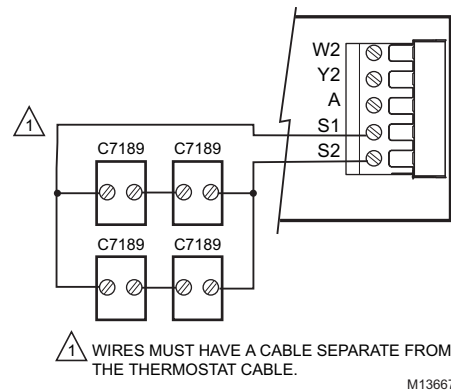 W2
Y2
A
S1
S2
1
C7189 C7189
C7189 C7189
1 WIRES MUST HAVE A CABLE SEPARATE FROM
THE THERMOSTAT CABLE.
M13667